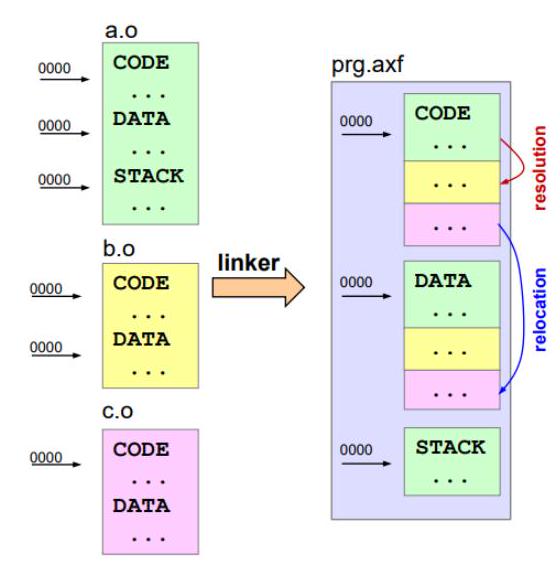 a.o
0000
CODE
...
0000
DATA
...
0000
STACK
...
b.o
0000
CODE
...
0000
DATA
...
c.o
0000
CODE
...
DATA
...
linker
prg.axf
0000
CODE
...
...
...
resolution
0000
DATA
...
...
...
relocation
0000
STACK
...